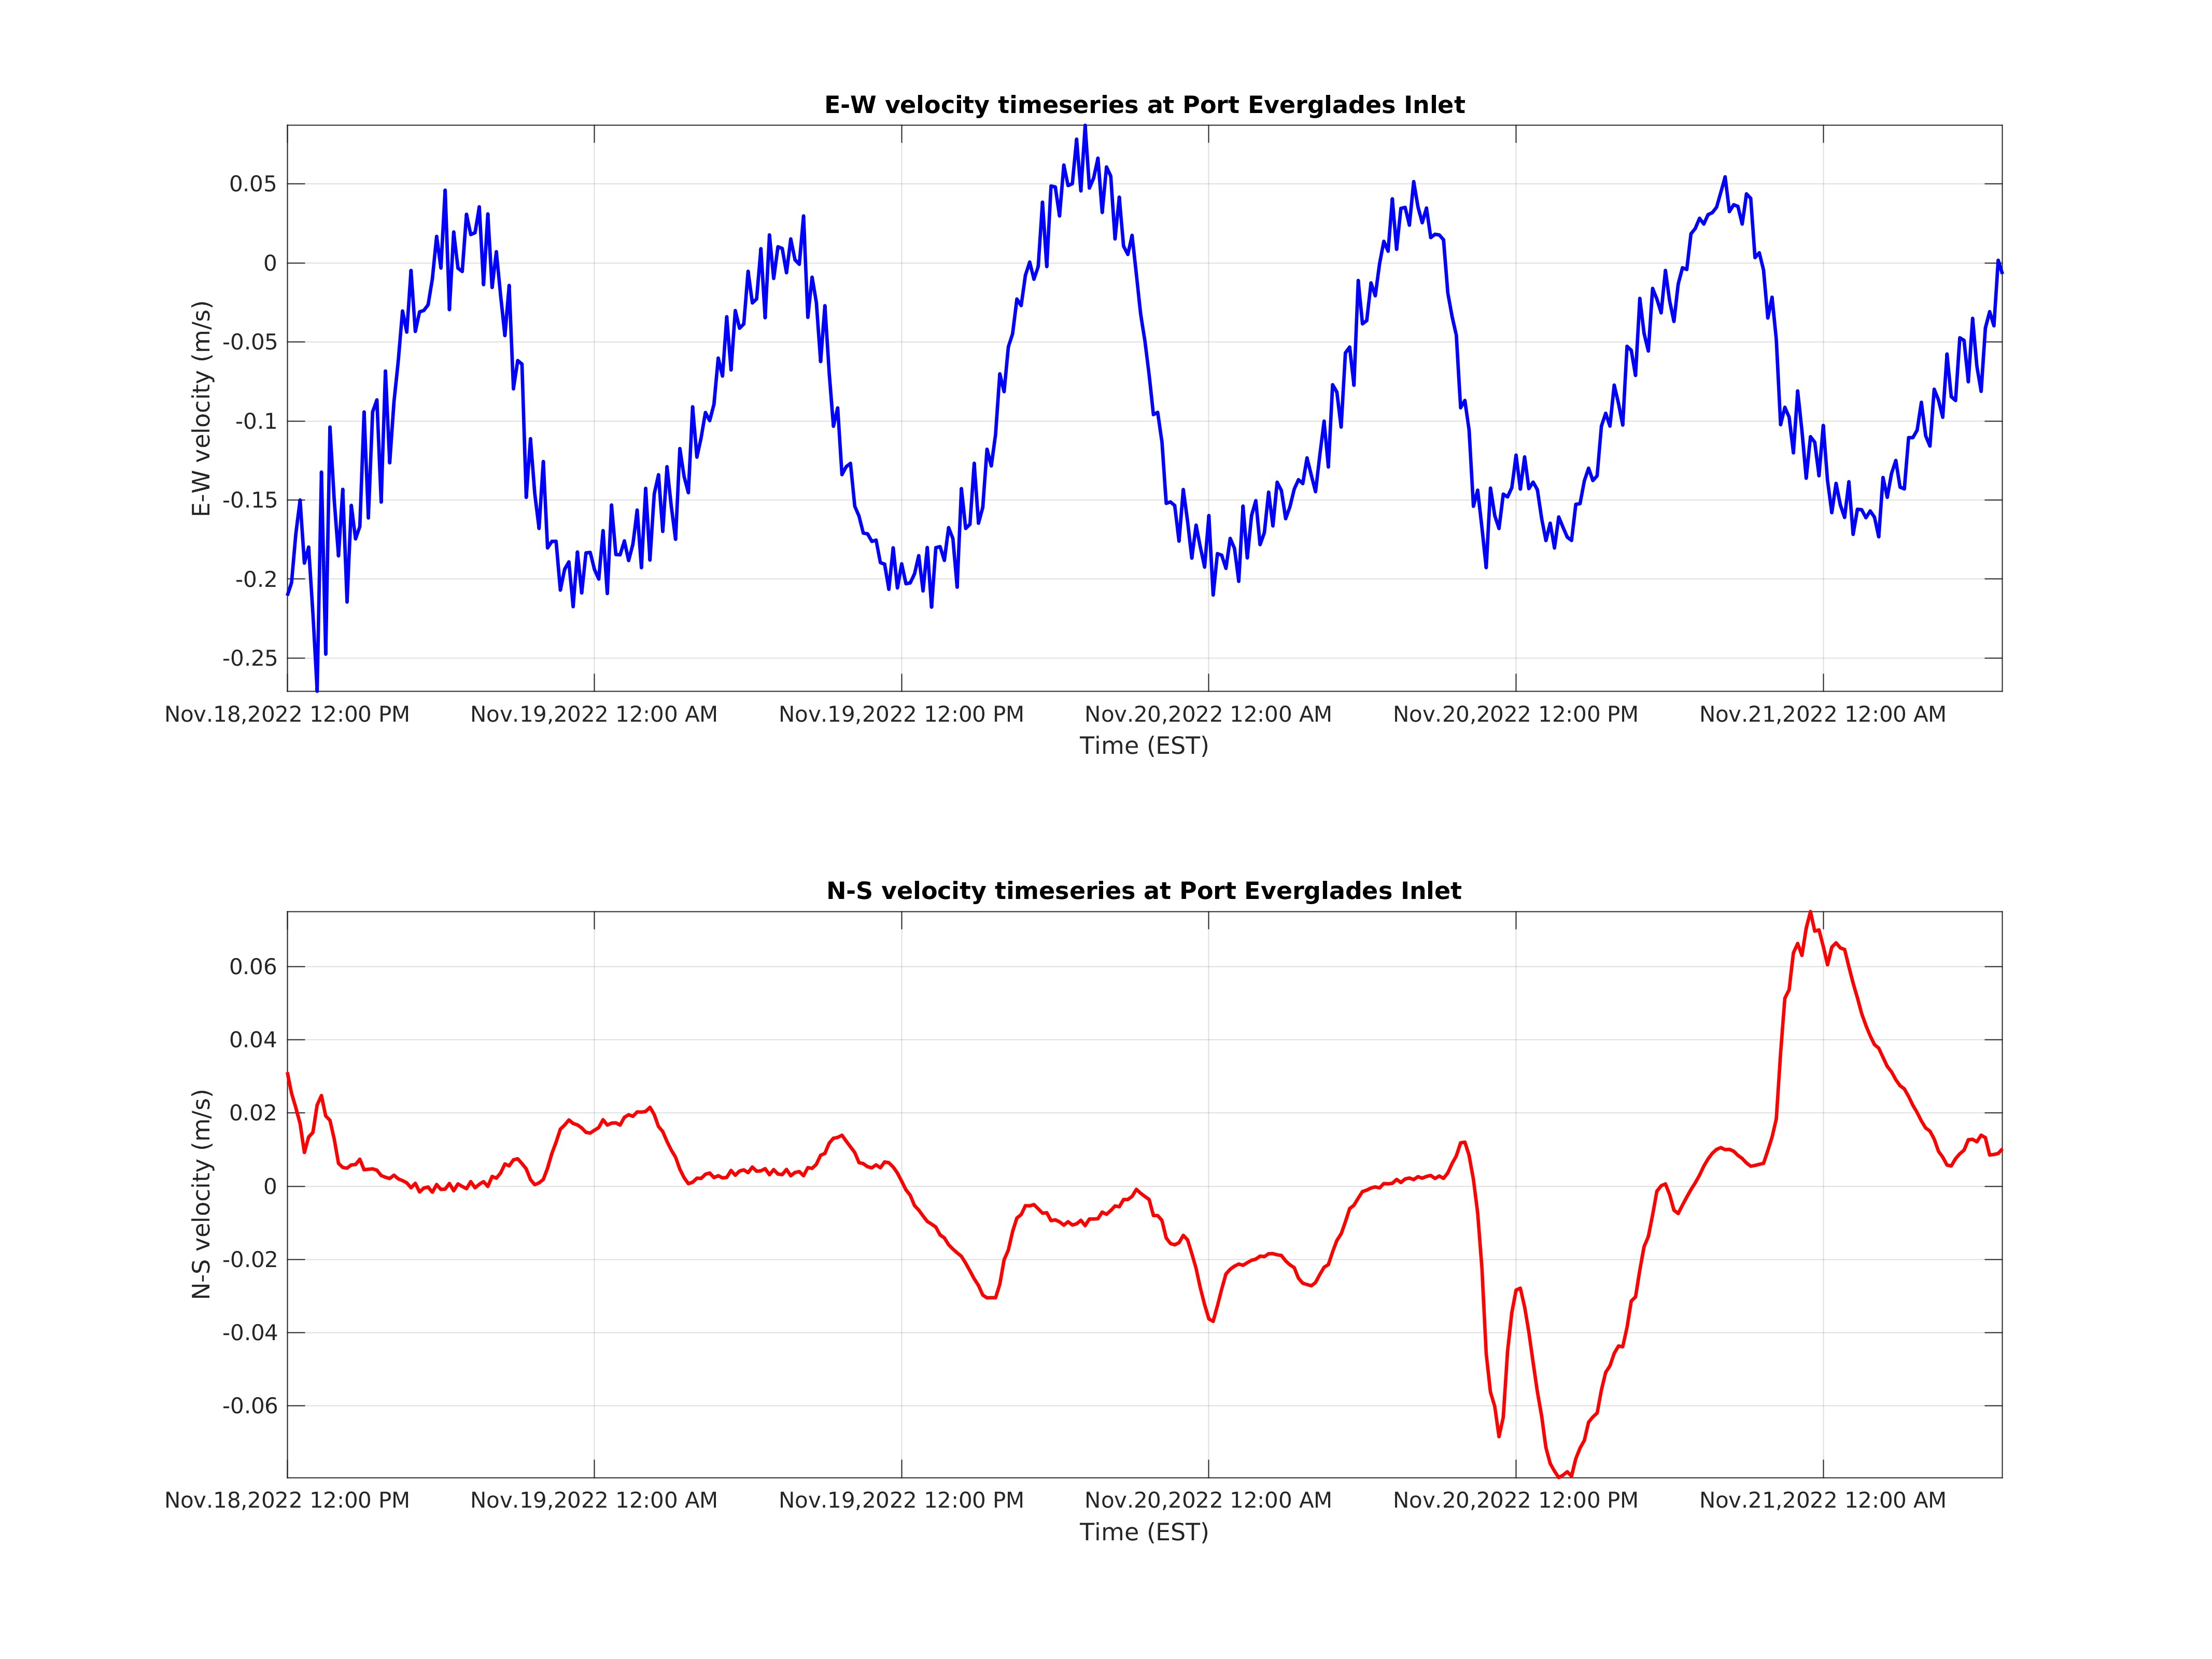 E-W velocity timeseries at Port Everglades Inlet
E-W velocity (m/s)
0.05
0
-0.05
-0.1
-0.15
-0.2
-0.25
Nov.18,2022 12:00 PM Nov.19,2022 12:00 AM Nov.19,2022 12:00 PM Nov.20,2022 12:00 AM Nov.20,2022 12:00 PM Nov.21,2022 12:00 AM
Time (EST)
N-S velocity timeseries at Port Everglades Inlet
N-S velocity (m/s)
0.06
0.04
0.02
0
-0.02
-0.04
-0.06
Nov.18,2022 12:00 PM Nov.19,2022 12:00 AM Nov.19,2022 12:00 PM Nov.20,2022 12:00 AM Nov.20,2022 12:00 PM Nov.21,2022 12:00 AM
Time (EST)